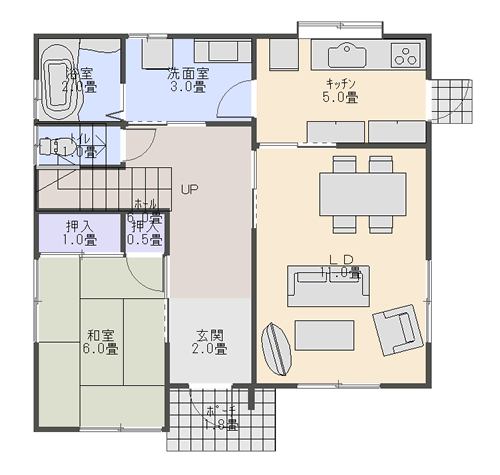 浴室
2.0畳
洗面室
3.0畳
ｷｯﾁﾝ
5.0畳
ﾄｲﾚ
1.0畳
UP
ﾎｰﾙ
6.0畳
押入
1.0畳
押入
0.5畳
ＬＤ
11.0畳
和室
6.0畳
玄関
2.0畳
ﾎﾟｰﾁ
1.8畳